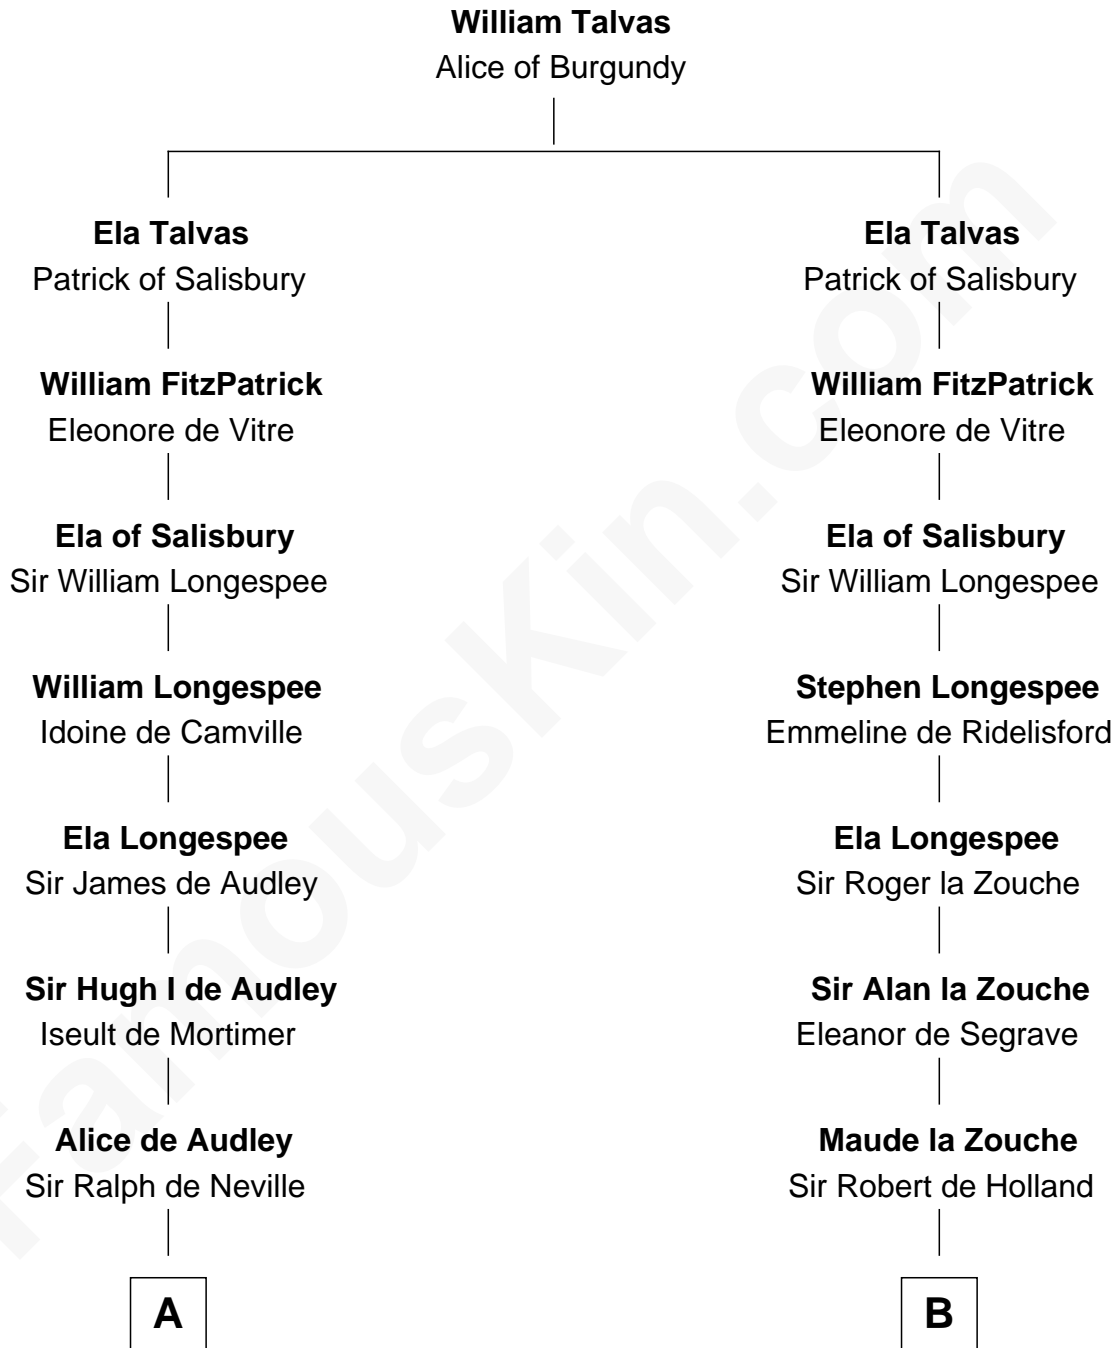 William Talvas
Alice of Burgundy
Ela Talvas
Patrick of Salisbury
William FitzPatrick
Eleonore de Vitre
Ela of Salisbury
Sir William Longespee
William Longespee
Idoine de Camville
Ela Longespee
Sir James de Audley
Sir Hugh I de Audley
Iseult de Mortimer
Alice de Audley
Sir Ralph de Neville
A
Ela Talvas
Patrick of Salisbury
William FitzPatrick
Eleonore de Vitre
Ela of Salisbury
Sir William Longespee
Stephen Longespee
Emmeline de Ridelisford
Ela Longespee
Sir Roger la Zouche
Sir Alan la Zouche
Eleanor de Segrave
Maude la Zouche
Sir Robert de Holland
B
FamousKin.com